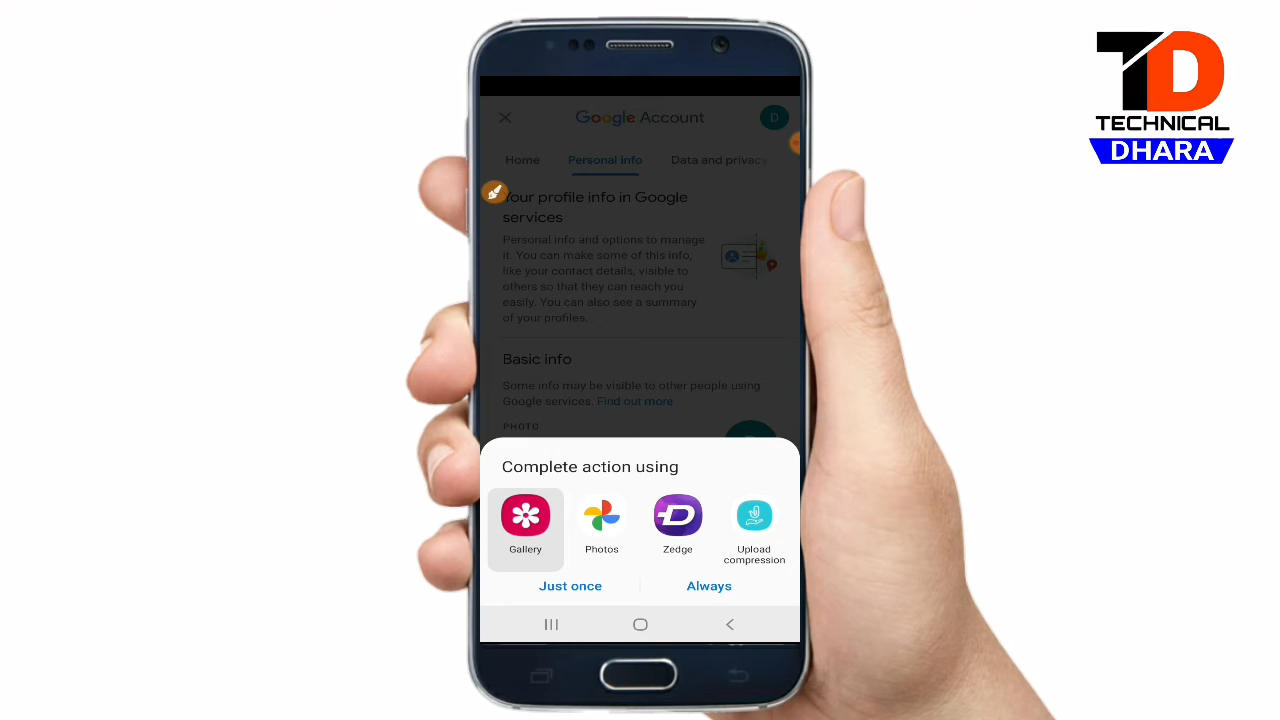 TD
TECHNICAL
DHARA
Google Account
D
Home
Personal info
Data and privacy
Your profile info in Google
services
Personal info and options to manage
it. You can make some of this info,
like your contact details, visible to
others so that they can reach you
easily. You can also see a summary
of your profiles.
Basic info
Some info may be visible to other people using
Google services. Find out more
PHOTO
Complete action using
Gallery
Photos
Zedge
Upload
compression
Just once
Always